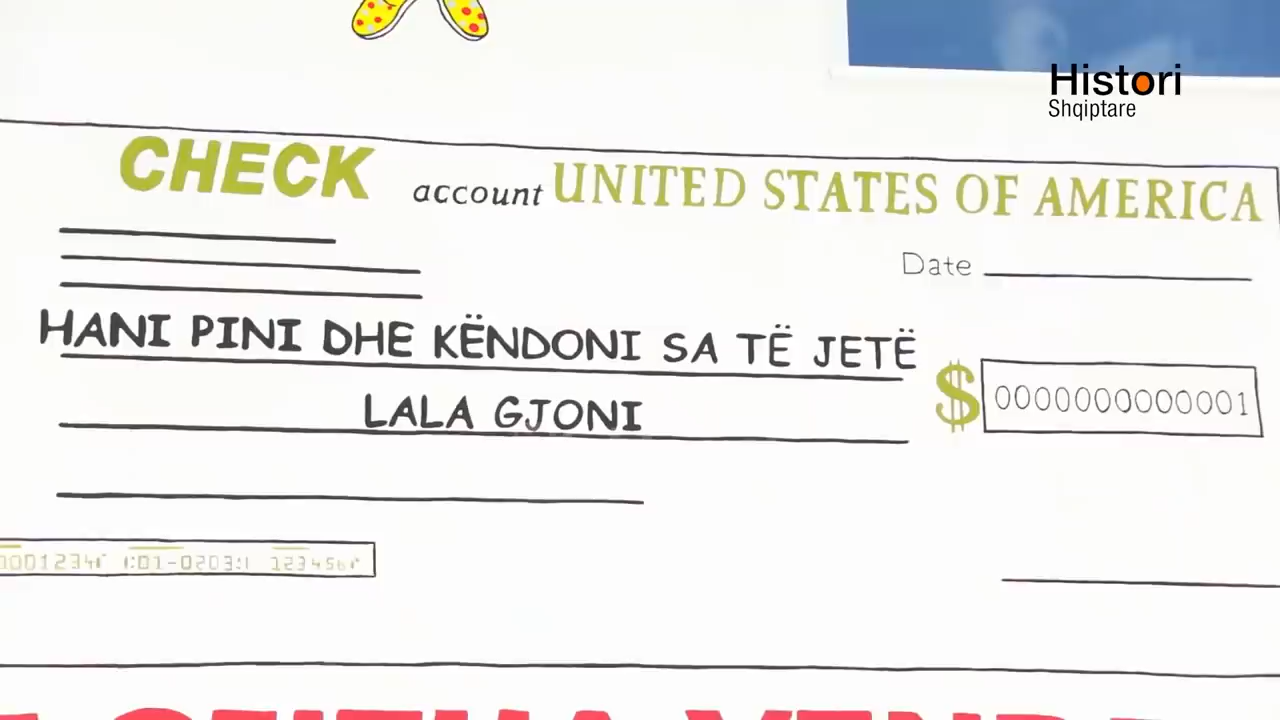 Histori
Shqiptare
CHECK account UNITED STATES OF AMERICA
Date
HANI PINI DHE KËNDONI SA TË JETË
$ 0000000000001
LALA GJONI